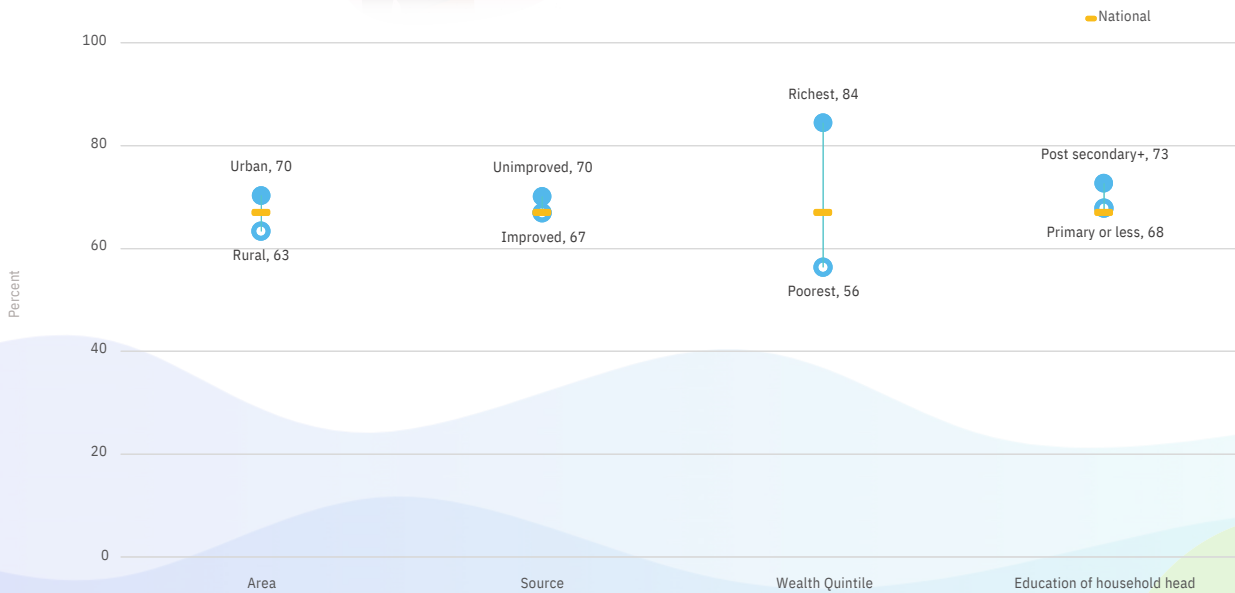 National
100
80
60
40
20
0
Percent
Urban, 70
Rural, 63
Unimproved, 70
Improved, 67
Richest, 84
Poorest, 56
Post secondary+, 73
Primary or less, 68
Area
Source
Wealth Quintile
Education of household head